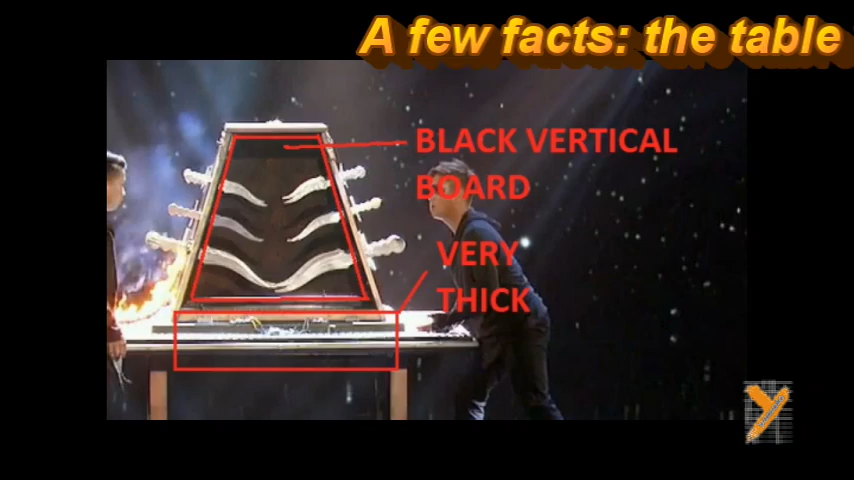 A few facts: the table
BLACK VERTICAL
BOARD
VERY
THICK